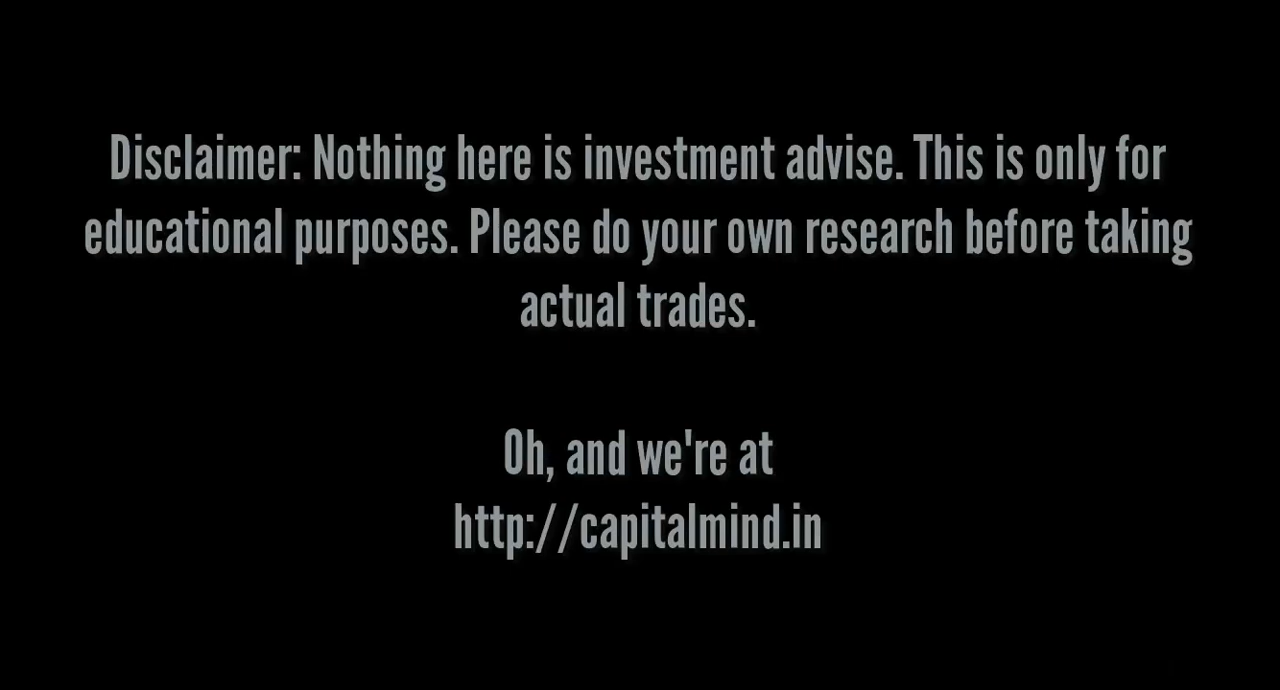 Disclaimer: Nothing here is investment advise. This is only for
educational purposes. Please do your own research before taking
actual trades.
Oh, and we're at
http://capitalmind.in